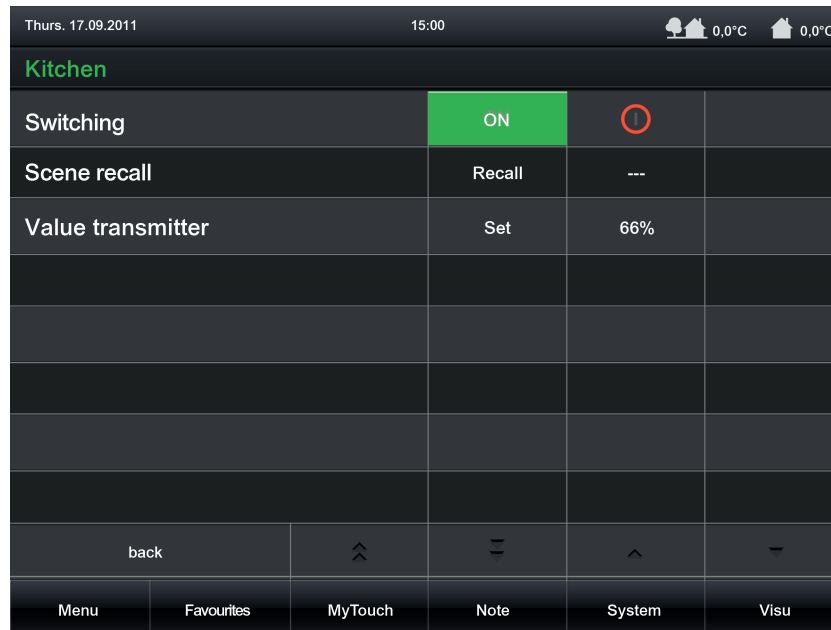 Thurs. 17.09.2011 15:00 0,0°C 0,0°C
Kitchen
Switching ON
Scene recall Recall ---
Value transmitter Set 66%
back
Menu Favourites MyTouch Note System Visu